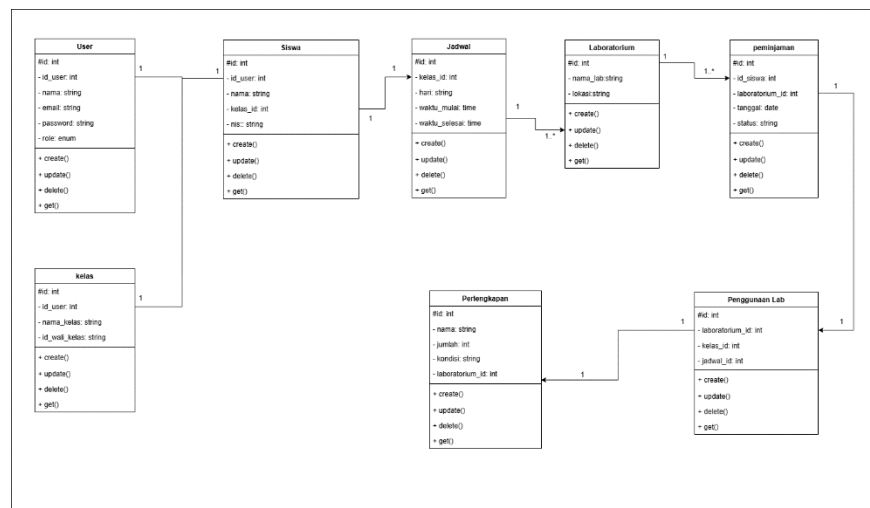 User
#id: int
- id_user: int
- nama: string
- email: string
- password: string
- role: enum
+ create()
+ update()
+ delete()
+ get()
1
1
Siswa
#id: int
- id_user: int
- nama: string
- kelas_id: int
- nis:: string
+ create()
+ update()
+ delete()
+ get()
1
1
Jadwal
#id: int
- kelas_id: int
- hari: string
- waktu_mulai: time
- waktu_selesai: time
+ create()
+ update()
+ delete()
+ get()
1
1..*
Laboratorium
#id: int
- nama_lab:string
- lokasi:string
+ create()
+ update()
+ delete()
+ get()
1
1..*
peminjaman
#id: int
- id_siswa: int
- laboratorium_id: int
- tanggal: date
- status: string
+ create()
+ update()
+ delete()
+ get()
1
kelas
#id: int
- id_user: int
- nama_kelas: string
- id_wali_kelas: string
+ create()
+ update()
+ delete()
+ get()
1
Perlengkapan
#id: int
- nama: string
- jumlah: int
- kondisi: string
- laboratorium_id: int
+ create()
+ update()
+ delete()
+ get()
1
1
Penggunaan Lab
#id: int
- laboratorium_id: int
- kelas_id: int
- jadwal_id: int
+ create()
+ update()
+ delete()
+ get()
1